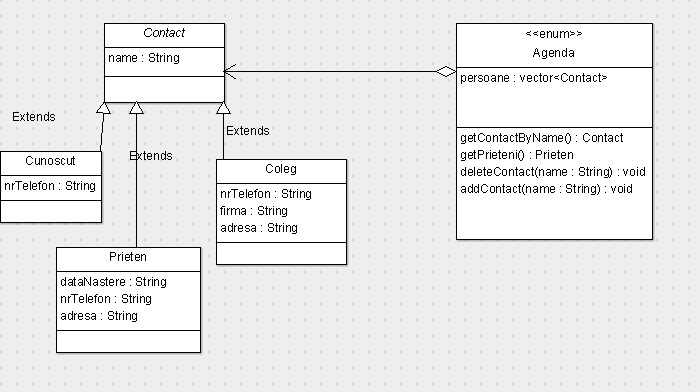 Contact
name : String
<<enum>>
Agenda
persoane : vector<Contact>
getContactByName() : Contact
getPrieteni() : Prieten
deleteContact(name : String) : void
addContact(name : String) : void
Extends
Extends
Extends
Cunoscut
nrTelefon : String
Coleg
nrTelefon : String
firma : String
adresa : String
Prieten
dataNastere : String
nrTelefon : String
adresa : String